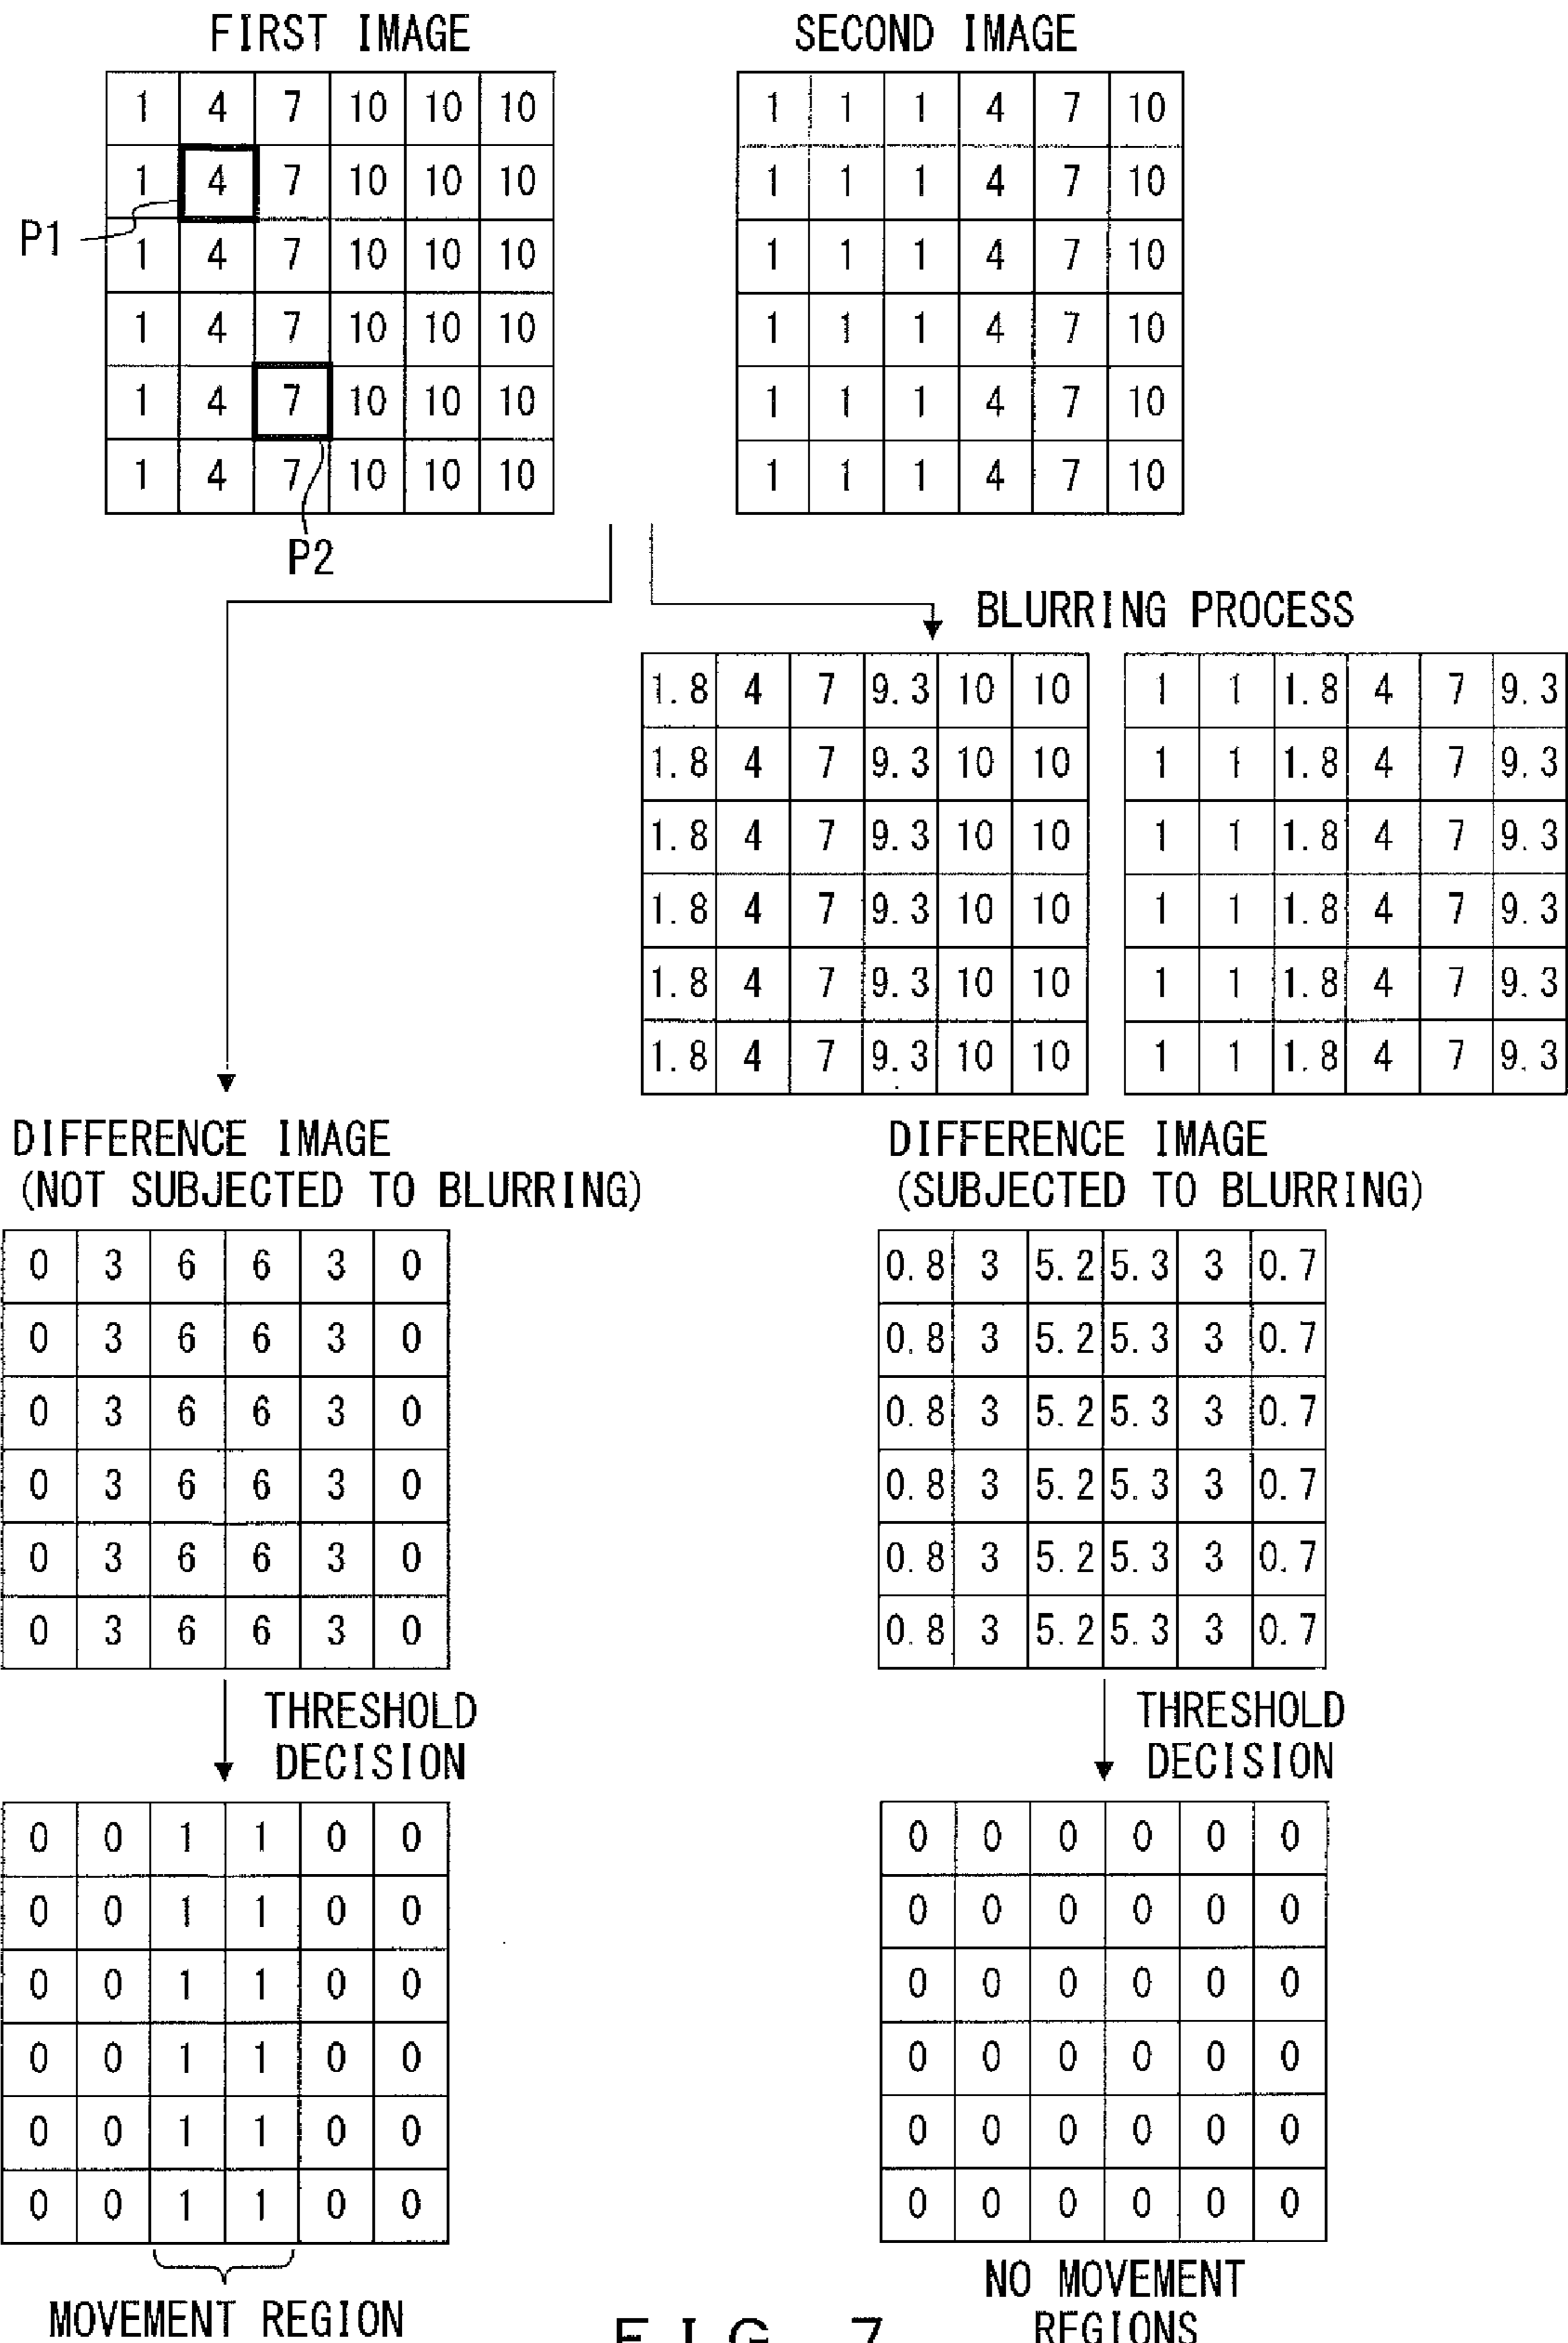 FIRST IMAGE
1 4 7 10 10 10
1 4 7 10 10 10
1 4 7 10 10 10
1 4 7 10 10 10
1 4 7 10 10 10
1 4 7 10 10 10
P1
P2
SECOND IMAGE
1 1 1 4 7 10
1 1 1 4 7 10
1 1 1 4 7 10
1 1 1 4 7 10
1 1 1 4 7 10
1 1 1 4 7 10
BLURRING PROCESS
1.8 4 7 9.3 10 10
1.8 4 7 9.3 10 10
1.8 4 7 9.3 10 10
1.8 4 7 9.3 10 10
1.8 4 7 9.3 10 10
1.8 4 7 9.3 10 10
1 1 1.8 4 7 9.3
1 1 1.8 4 7 9.3
1 1 1.8 4 7 9.3
1 1 1.8 4 7 9.3
1 1 1.8 4 7 9.3
1 1 1.8 4 7 9.3
DIFFERENCE IMAGE
(NOT SUBJECTED TO BLURRING)
0 3 6 6 3 0
0 3 6 6 3 0
0 3 6 6 3 0
0 3 6 6 3 0
0 3 6 6 3 0
0 3 6 6 3 0
THRESHOLD
DECISION
0 0 1 1 0 0
0 0 1 1 0 0
0 0 1 1 0 0
0 0 1 1 0 0
0 0 1 1 0 0
0 0 1 1 0 0
MOVEMENT REGION
DIFFERENCE IMAGE
(SUBJECTED TO BLURRING)
0.8 3 5.2 5.3 3 0.7
0.8 3 5.2 5.3 3 0.7
0.8 3 5.2 5.3 3 0.7
0.8 3 5.2 5.3 3 0.7
0.8 3 5.2 5.3 3 0.7
0.8 3 5.2 5.3 3 0.7
THRESHOLD
DECISION
0 0 0 0 0 0
0 0 0 0 0 0
0 0 0 0 0 0
0 0 0 0 0 0
0 0 0 0 0 0
0 0 0 0 0 0
NO MOVEMENT
REGIONS
FIG. 7